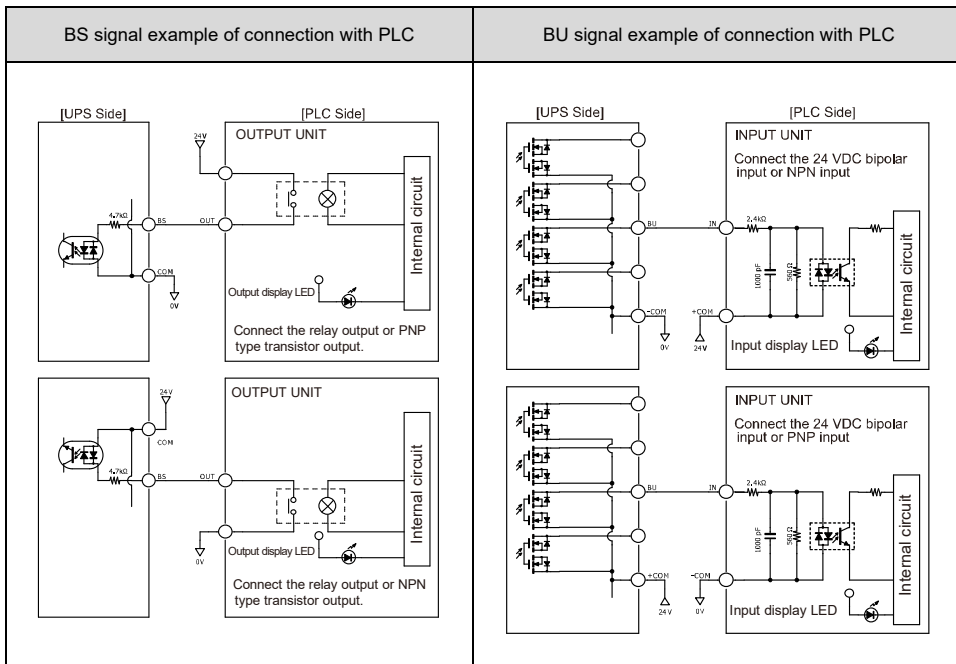 BS signal example of connection with PLC
BU signal example of connection with PLC
[UPS Side]
[PLC Side]
24V
OUTPUT UNIT
4.7kΩ
BS
OUT
COM
0V
Internal circuit
Output display LED
Connect the relay output or PNP
type transistor output.
24V
OUTPUT UNIT
COM
4.7kΩ
BS
OUT
0V
Internal circuit
Output display LED
Connect the relay output or NPN
type transistor output.
[UPS Side]
[PLC Side]
INPUT UNIT
Connect the 24 VDC bipolar
input or NPN input
BU
IN
2.4kΩ
1000 pF
560 Ω
Internal circuit
-COM
0V
+COM
24V
Input display LED
INPUT UNIT
Connect the 24 VDC bipolar
input or PNP input
BU
IN
2.4kΩ
1000 pF
560 Ω
Internal circuit
+COM
24V
-COM
0V
Input display LED